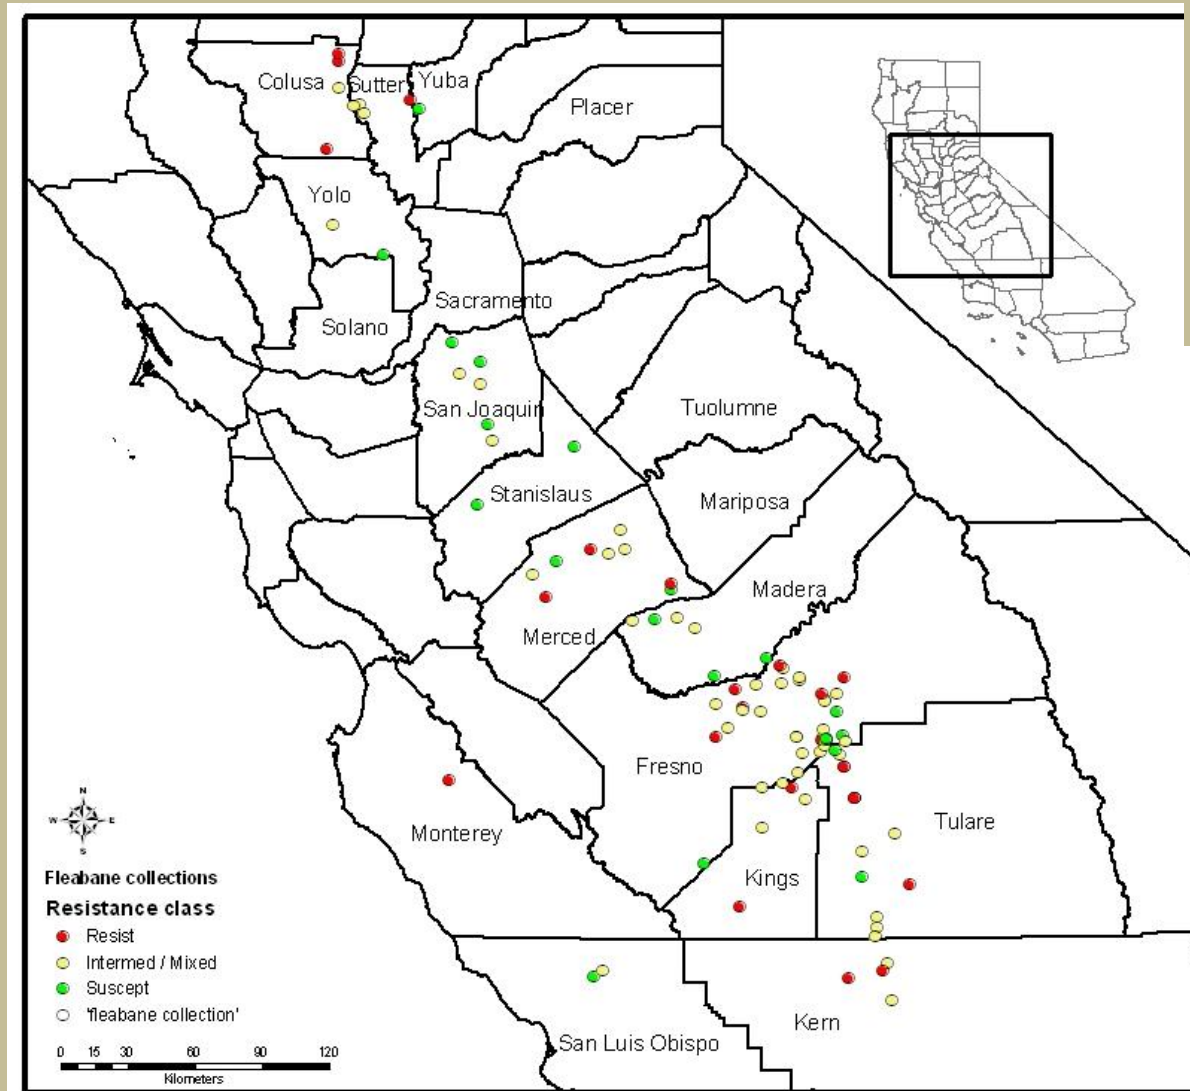 Colusa
Sutter
Yuba
Placer
Yolo
Sacramento
Solano
San Joaquin
Tuolumne
Stanislaus
Mariposa
Madera
Merced
Fresno
Monterey
Tulare
Kings
San Luis Obispo
Kern
N
W E
S
Fleabane collections
Resistance class
Resist
Intermed / Mixed
Suscept
'fleabane collection'
0 15 30 60 90 120
Kilometers